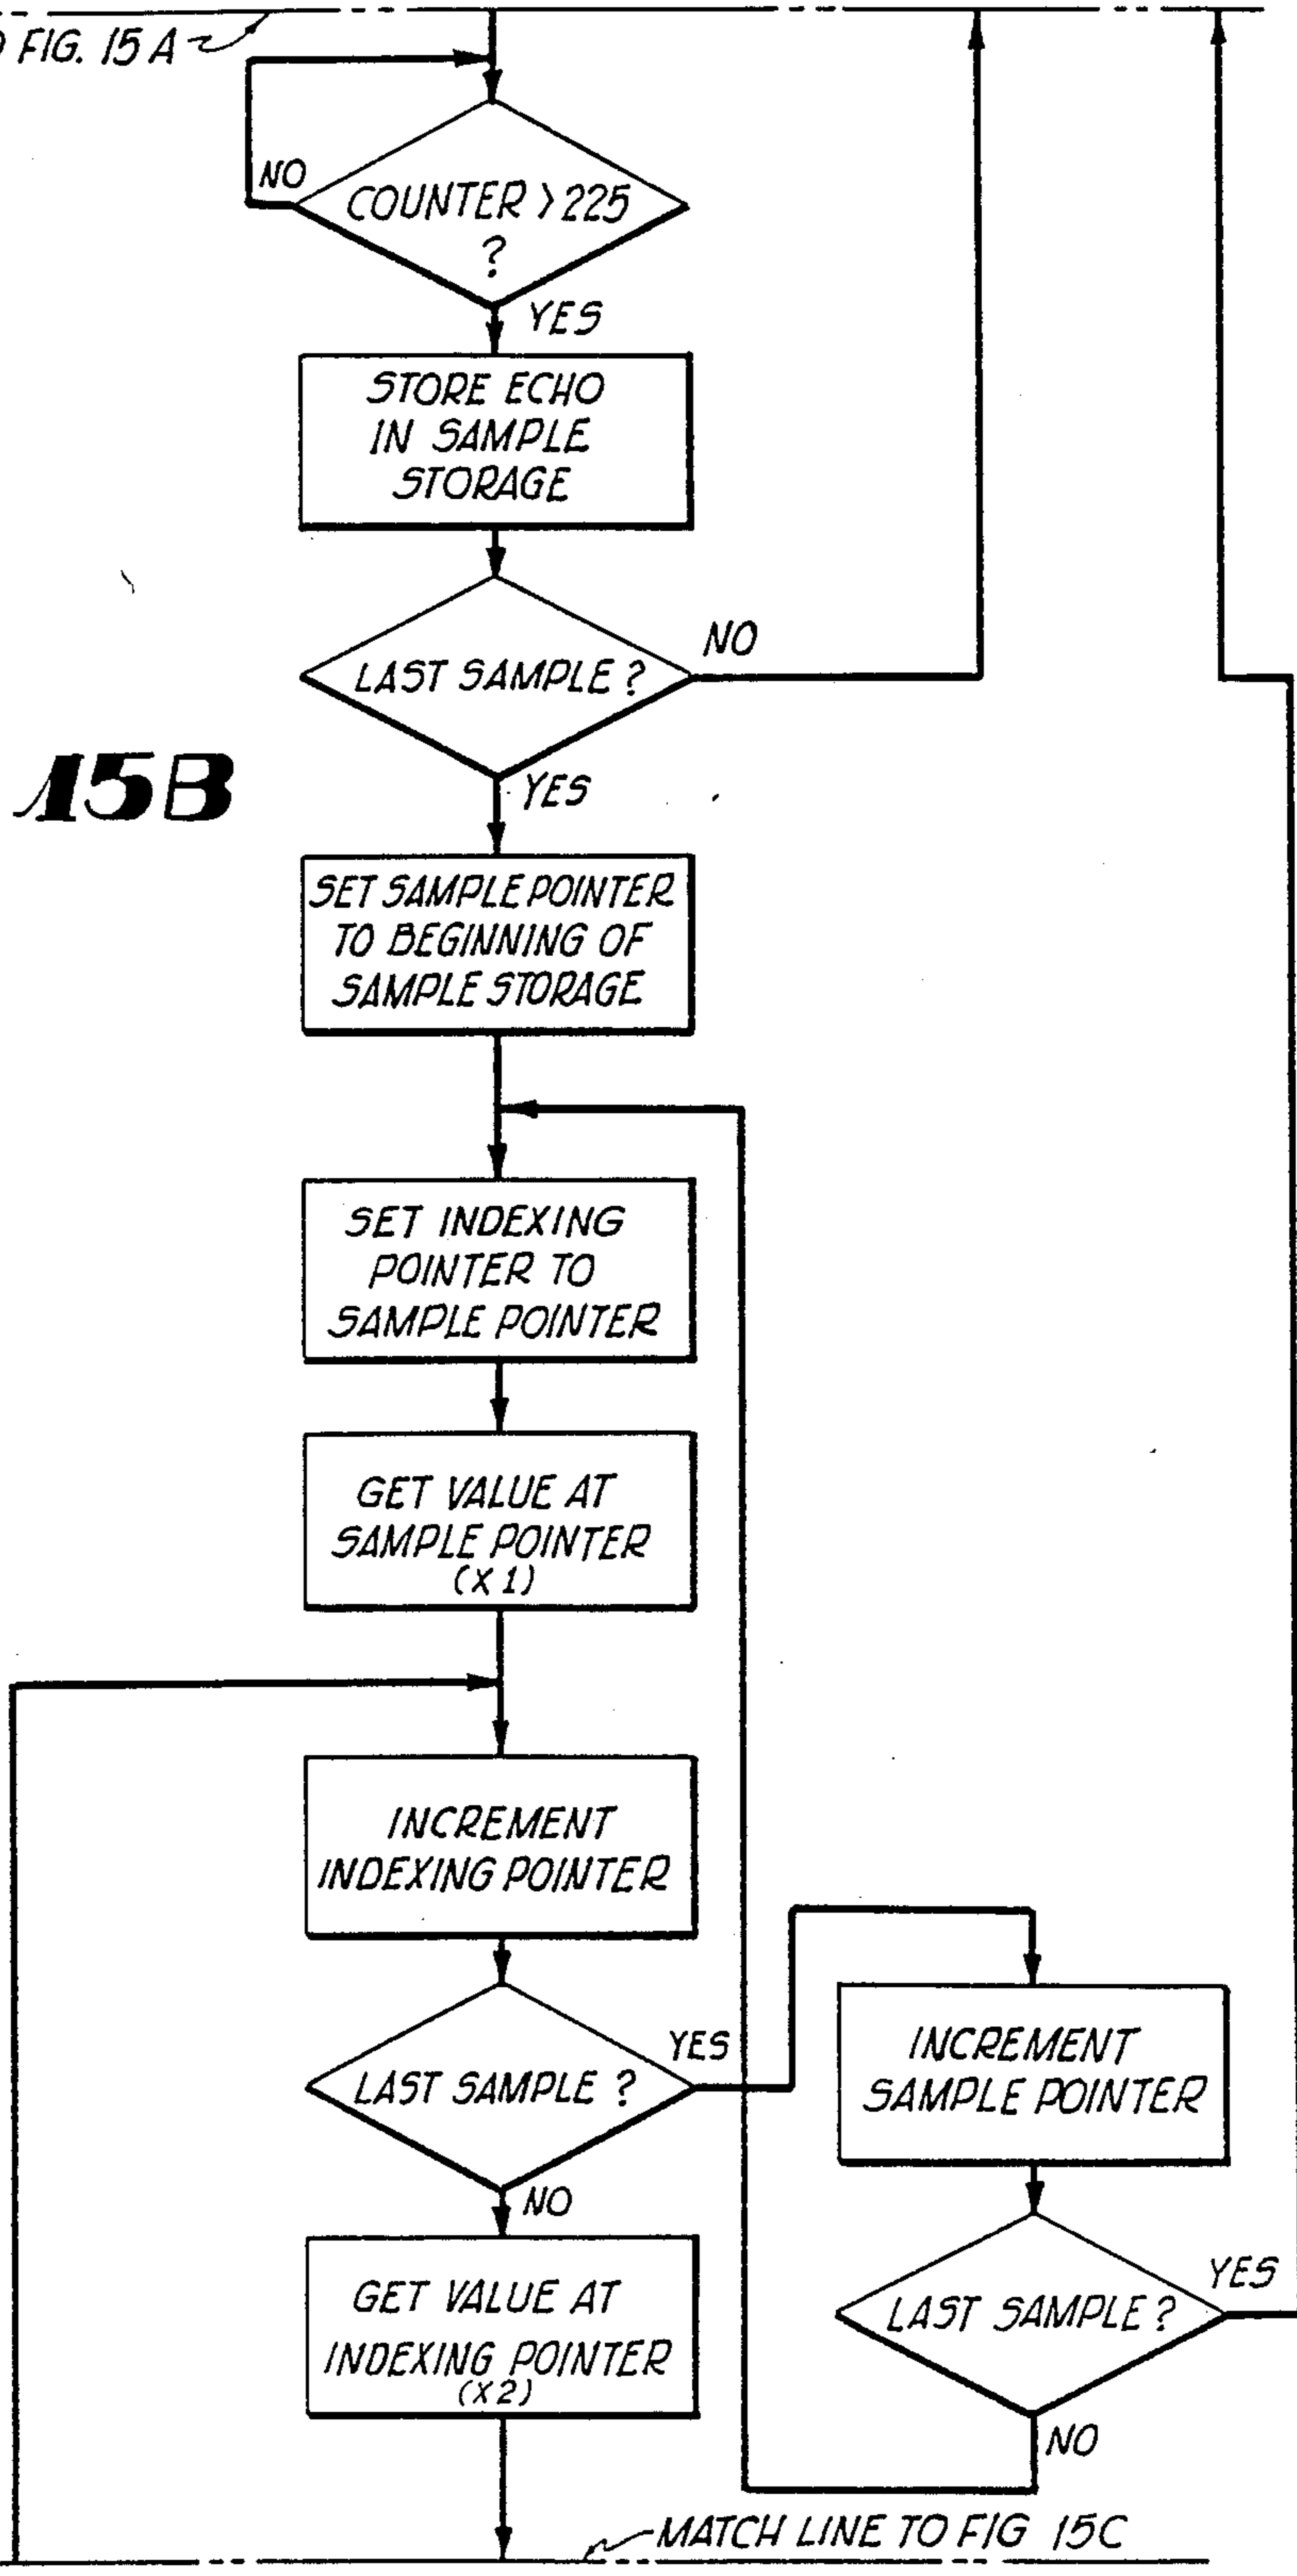 FIG. 15A
NO
COUNTER > 225
?
YES
STORE ECHO
IN SAMPLE
STORAGE
LAST SAMPLE ?
NO
YES
15B
SET SAMPLE POINTER
TO BEGINNING OF
SAMPLE STORAGE
SET INDEXING
POINTER TO
SAMPLE POINTER
GET VALUE AT
SAMPLE POINTER
(X1)
INCREMENT
INDEXING POINTER
LAST SAMPLE ?
YES
INCREMENT
SAMPLE POINTER
NO
GET VALUE AT
INDEXING POINTER
(X2)
LAST SAMPLE ?
YES
NO
MATCH LINE TO FIG 15C